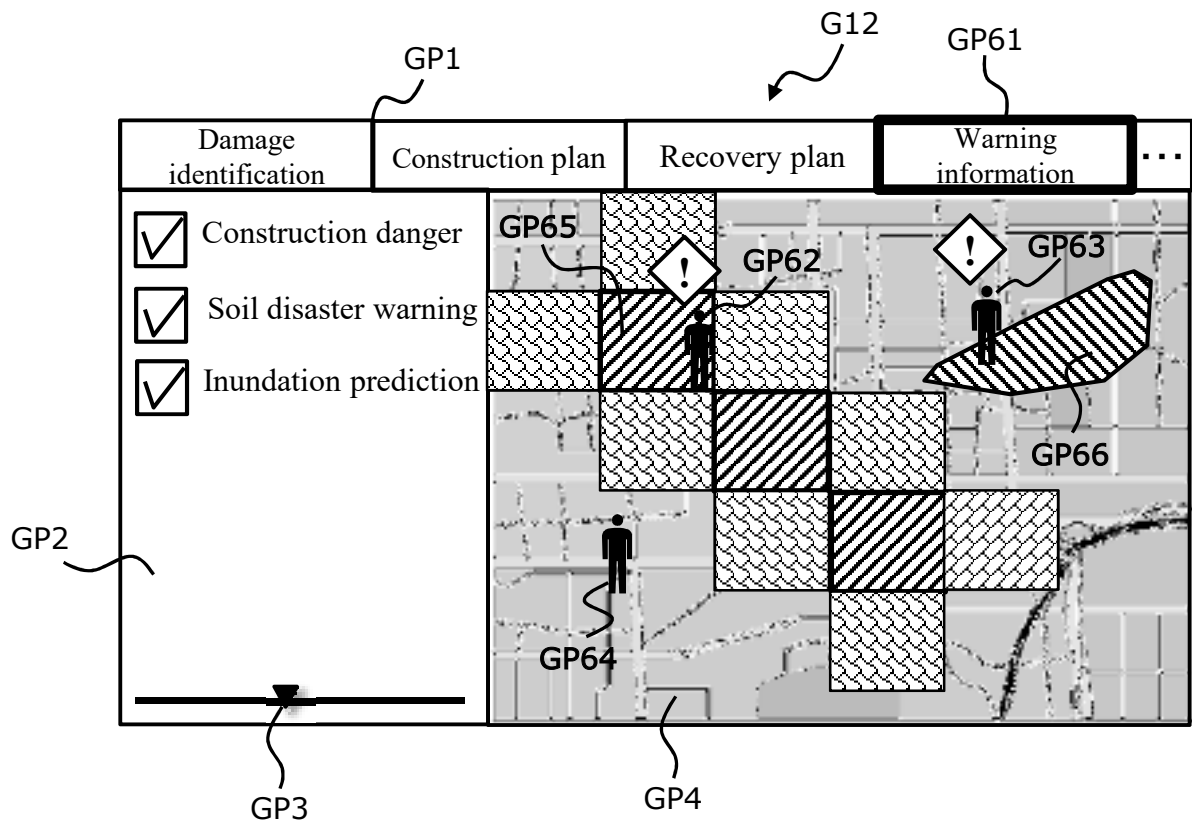 G12
GP61
GP1
Damage
identification
Construction plan
Recovery plan
Warning
information
...
Construction danger
Soil disaster warning
Inundation prediction
GP65
!
GP62
!
GP63
GP66
GP2
GP64
GP3
GP4